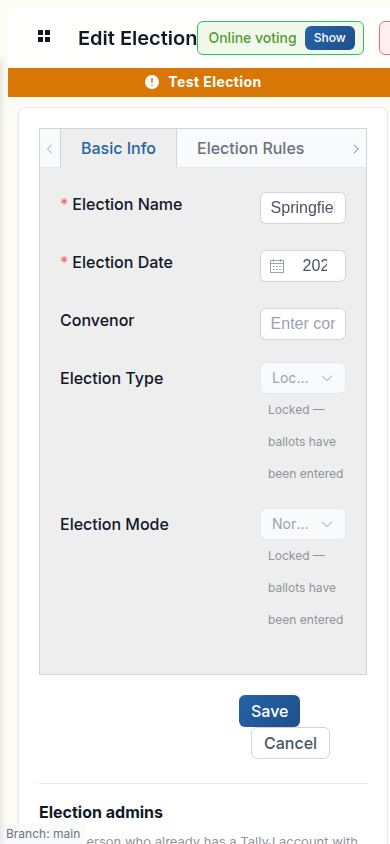 Edit Election
Online voting
Show
Test Election
Basic Info
Election Rules
* Election Name
Springfie
* Election Date
202
Convenor
Enter cor
Election Type
Loc...
Locked —
ballots have
been entered
Election Mode
Nor...
Locked —
ballots have
been entered
Save
Cancel
Election admins
erson who already has a Tally-I account with
Branch: main